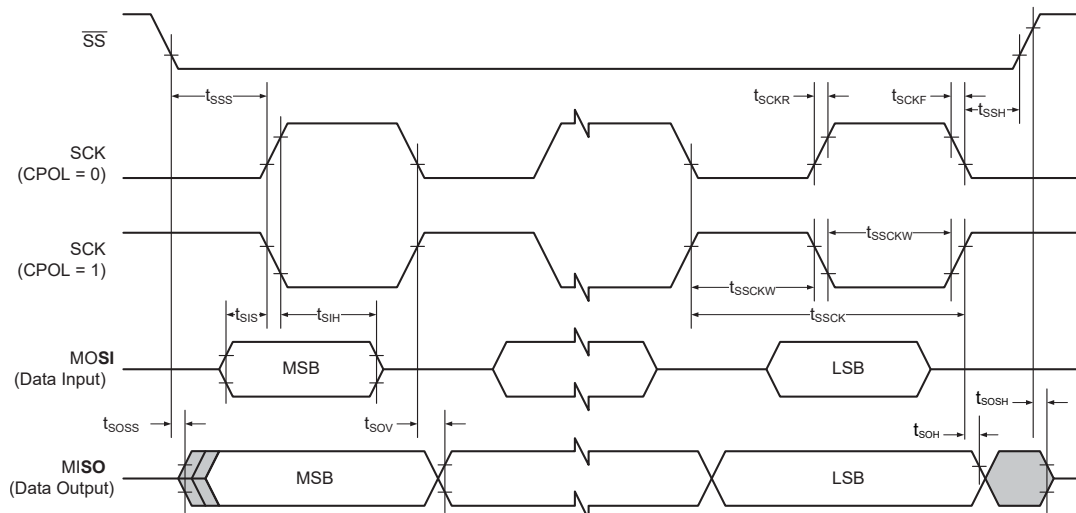 SS
tSSS
tSCKR
tSCKF
tSSH
SCK
(CPOL = 0)
SCK
(CPOL = 1)
tSSCKW
tSSCKW
tSSCK
tSIS
tSIH
MOSI
(Data Input)
MSB
LSB
tSOSS
tSOV
tSOH
tSOSH
MISO
(Data Output)
MSB
LSB